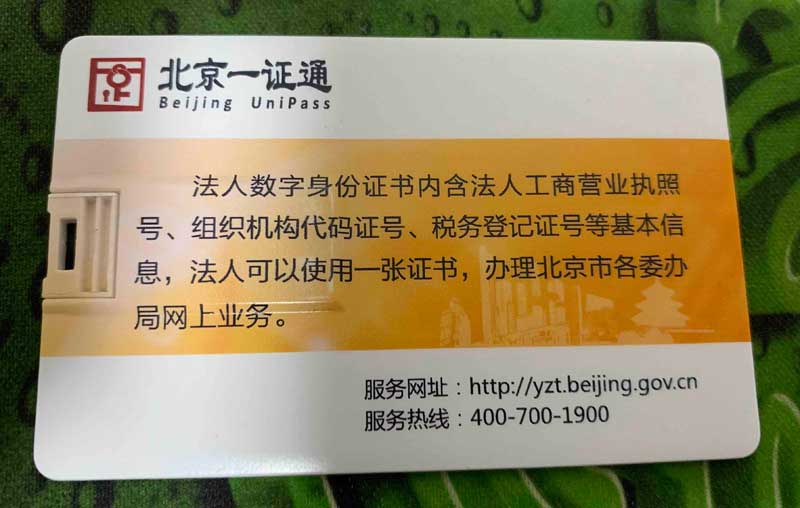 北京一证通
Beijing UniPass
法人数字身份证书内含法人工商营业执照
号、组织机构代码证号、税务登记证号等基本信
息，法人可以使用一张证书，办理北京市各委办
局网上业务。
服务网址：http://yzt.beijing.gov.cn
服务热线：400-700-1900